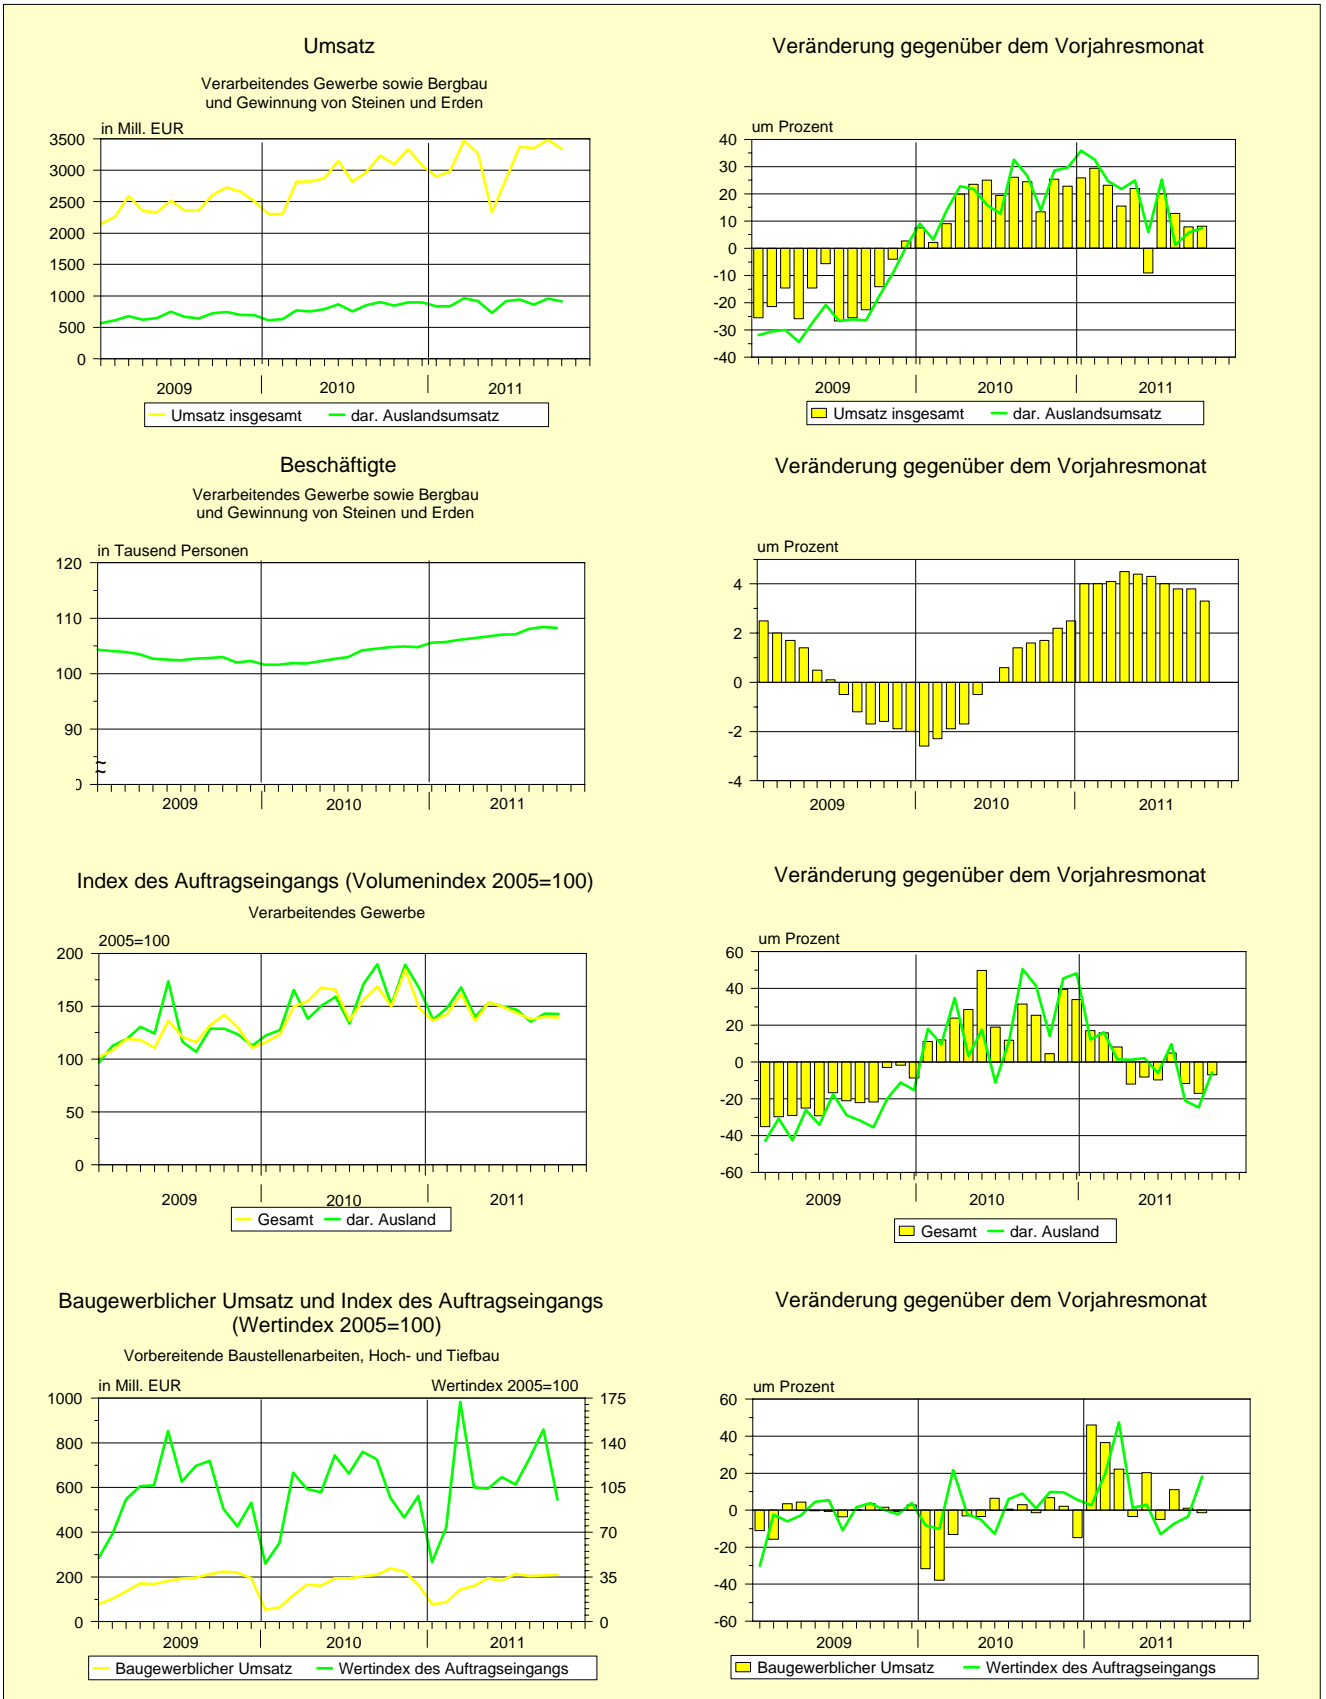 Umsatz
Verarbeitendes Gewerbe sowie Bergbau
und Gewinnung von Steinen und Erden
in Mill. EUR
3500
3000
2500
2000
1500
1000
500
0
2009
2010
2011
Umsatz insgesamt
dar. Auslandsumsatz
Veränderung gegenüber dem Vorjahresmonat
um Prozent
40
30
20
10
0
-10
-20
-30
-40
2009
2010
2011
Umsatz insgesamt
dar. Auslandsumsatz
Beschäftigte
Verarbeitendes Gewerbe sowie Bergbau
und Gewinnung von Steinen und Erden
in Tausend Personen
120
110
100
90
0
2009
2010
2011
Veränderung gegenüber dem Vorjahresmonat
um Prozent
4
2
0
-2
-4
2009
2010
2011
Index des Auftragseingangs (Volumenindex 2005=100)
Verarbeitendes Gewerbe
2005=100
200
150
100
50
0
2009
2010
2011
Gesamt
dar. Ausland
Veränderung gegenüber dem Vorjahresmonat
um Prozent
60
40
20
0
-20
-40
-60
2009
2010
2011
Gesamt
dar. Ausland
Baugewerblicher Umsatz und Index des Auftragseingangs
(Wertindex 2005=100)
Vorbereitende Baustellenarbeiten, Hoch- und Tiefbau
in Mill. EUR
Wertindex 2005=100
1000
800
600
400
200
0
175
140
105
70
35
0
2009
2010
2011
Baugewerblicher Umsatz
Wertindex des Auftragseingangs
Veränderung gegenüber dem Vorjahresmonat
um Prozent
60
40
20
0
-20
-40
-60
2009
2010
2011
Baugewerblicher Umsatz
Wertindex des Auftragseingangs